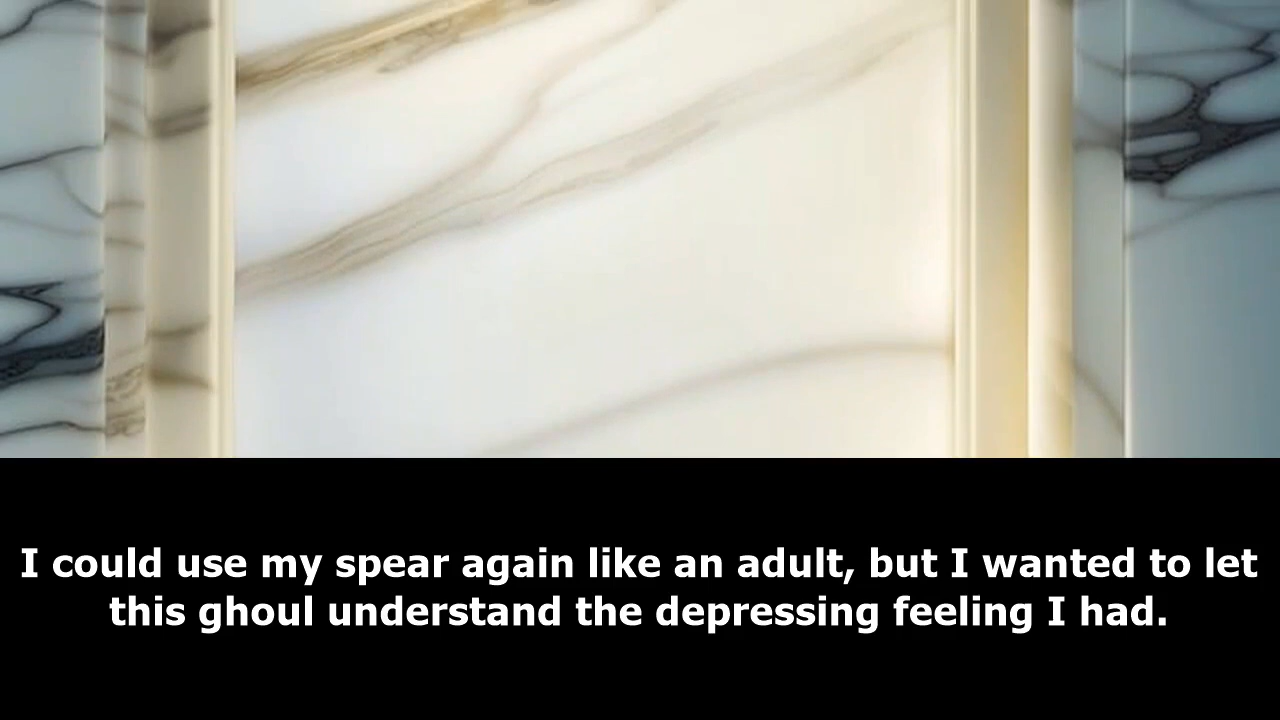 I could use my spear again like an adult, but I wanted to let
this ghoul understand the depressing feeling I had.